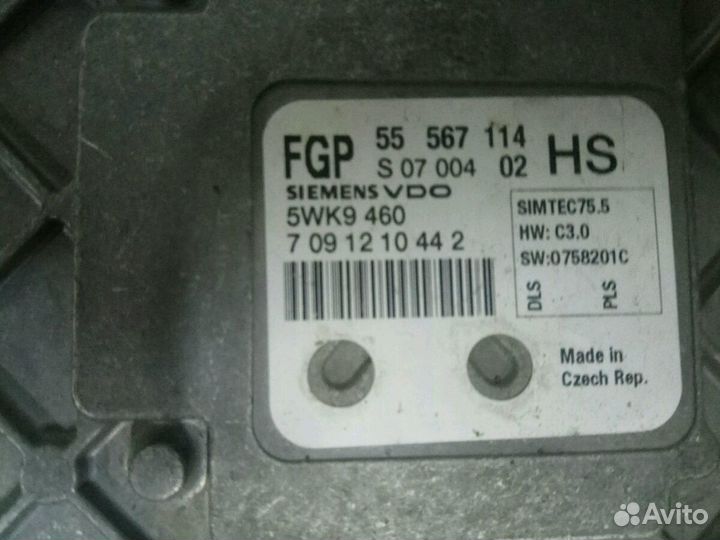 FGP 55 567 114 HS
S 07 004 02
SIEMENS VDO
5WK9 460
7 09 12 10 44 2
SIMTEC75.5
HW: C3.0
SW:0758201C
DLS PLS
Made in
Czech Rep.
Avito